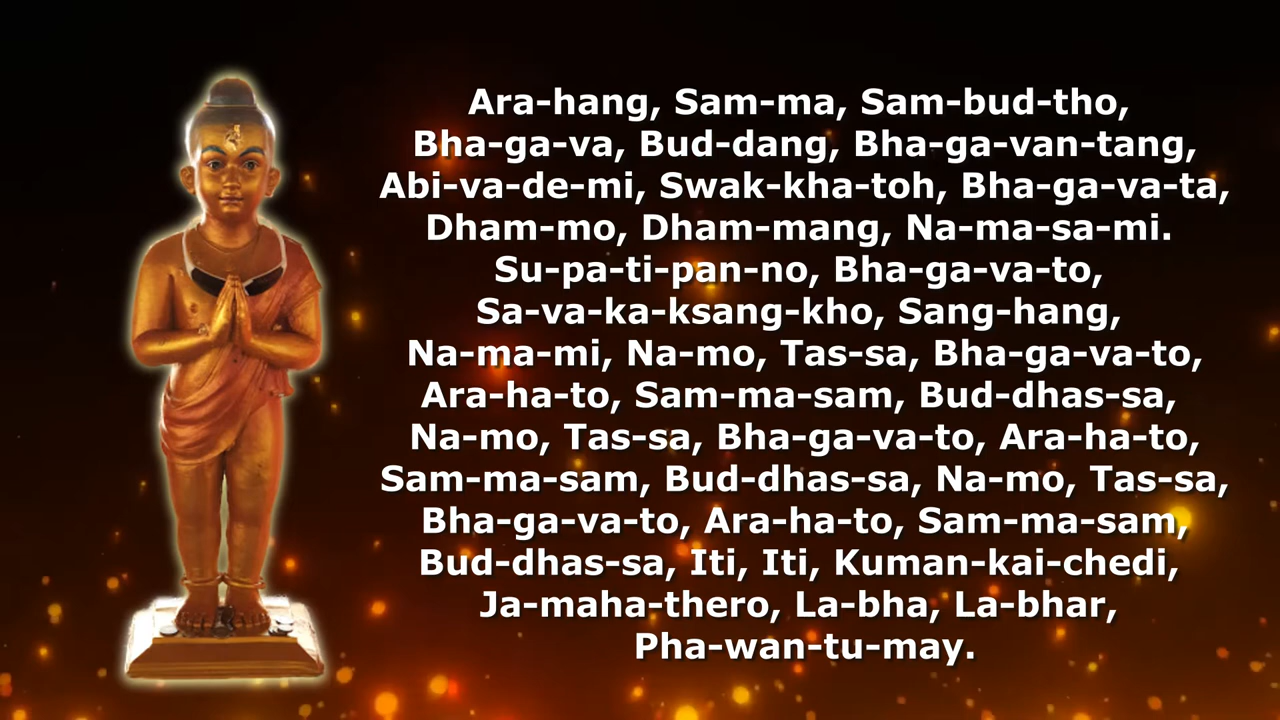 Ara-hang, Sam-ma, Sam-bud-tho,
Bha-ga-va, Bud-dang, Bha-ga-van-tang,
Abi-va-de-mi, Swak-kha-toh, Bha-ga-va-ta,
Dham-mo, Dham-mang, Na-ma-sa-mi.
Su-pa-ti-pan-no, Bha-ga-va-to,
Sa-va-ka-ksang-kho, Sang-hang,
Na-ma-mi, Na-mo, Tas-sa, Bha-ga-va-to,
Ara-ha-to, Sam-ma-sam, Bud-dhas-sa,
Na-mo, Tas-sa, Bha-ga-va-to, Ara-ha-to,
Sam-ma-sam, Bud-dhas-sa, Na-mo, Tas-sa,
Bha-ga-va-to, Ara-ha-to, Sam-ma-sam,
Bud-dhas-sa, Iti, Iti, Kuman-kai-chedi,
Ja-maha-thero, La-bha, La-bhar,
Pha-wan-tu-may.